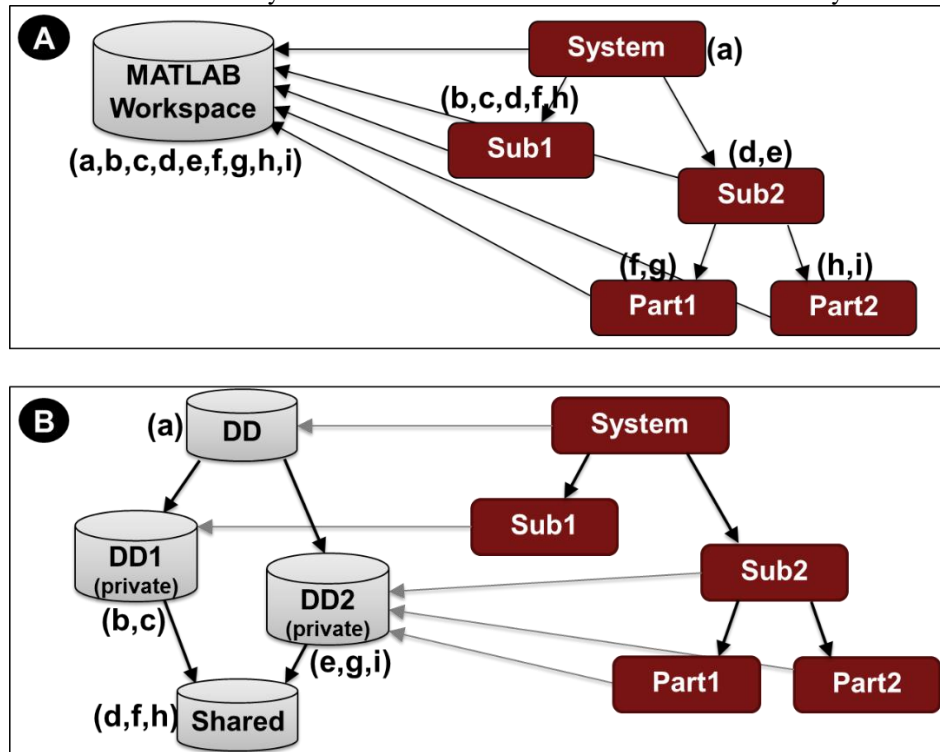 A
MATLAB
Workspace
(a,b,c,d,e,f,g,h,i)
System
(a)
(b,c,d,f,h)
Sub1
(d,e)
Sub2
(f,g)
Part1
(h,i)
Part2
B
(a)
DD
System
DD1
(private)
(b,c)
Sub1
DD2
(private)
(e,g,i)
Sub2
(d,f,h)
Shared
Part1
Part2